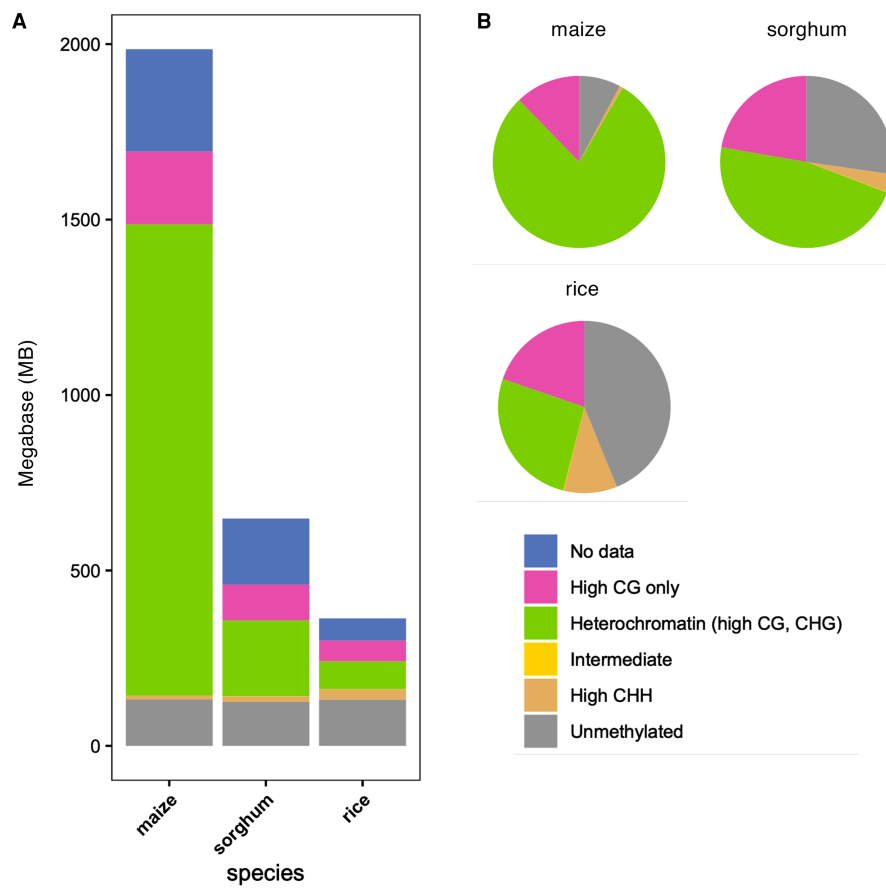 A
B
maize
sorghum
2000
1500
1000
500
0
Megabase (MB)
maize
sorghum
rice
species
rice
No data
High CG only
Heterochromatin (high CG, CHG)
Intermediate
High CHH
Unmethylated